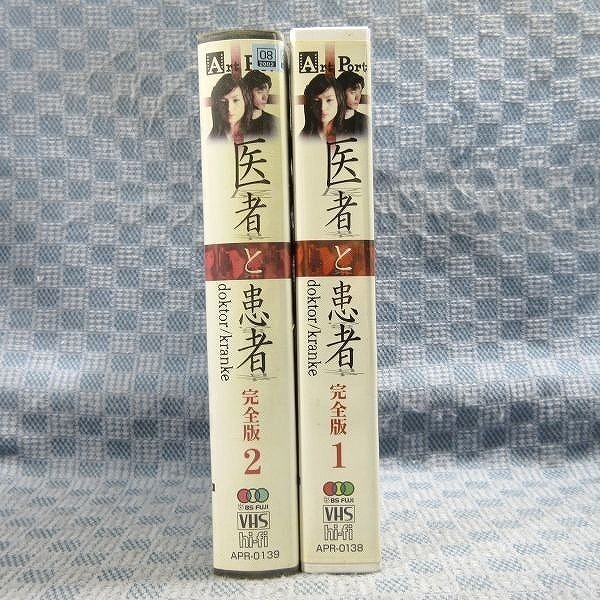 08
2003
Art P
医者と患者
doktor/kranke
完全版
2
BS FUJI
VHS
hi-fi
APR-0139
Art Port
医者と患者
doktor/kranke
完全版
1
BS FUJI
VHS
hi-fi
APR-0138